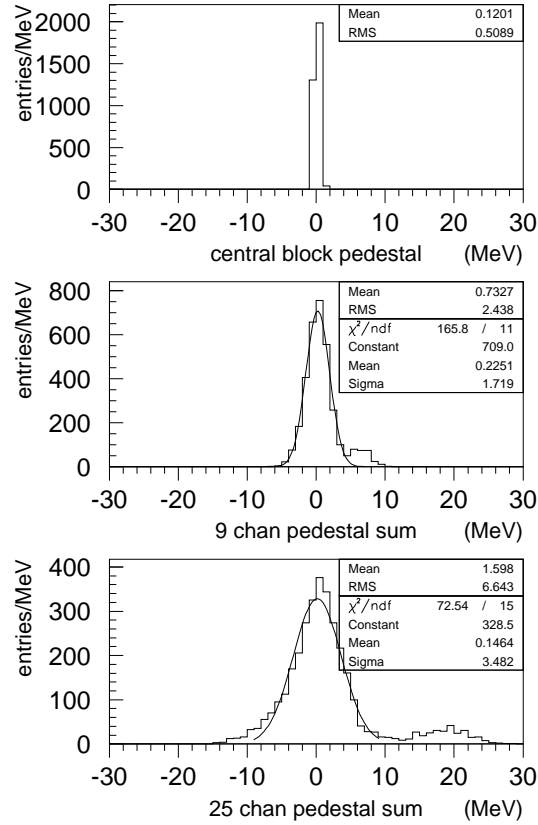 Mean 0.1201
RMS 0.5089
entries/MeV
2000
1500
1000
500
0
-30 -20 -10 0 10 20 30
central block pedestal (MeV)
Mean 0.7327
RMS 2.438
χ²/ndf 165.8 / 11
Constant 709.0
Mean 0.2251
Sigma 1.719
entries/MeV
800
600
400
200
0
-30 -20 -10 0 10 20 30
9 chan pedestal sum (MeV)
Mean 1.598
RMS 6.643
χ²/ndf 72.54 / 15
Constant 328.5
Mean 0.1464
Sigma 3.482
entries/MeV
400
300
200
100
0
-30 -20 -10 0 10 20 30
25 chan pedestal sum (MeV)